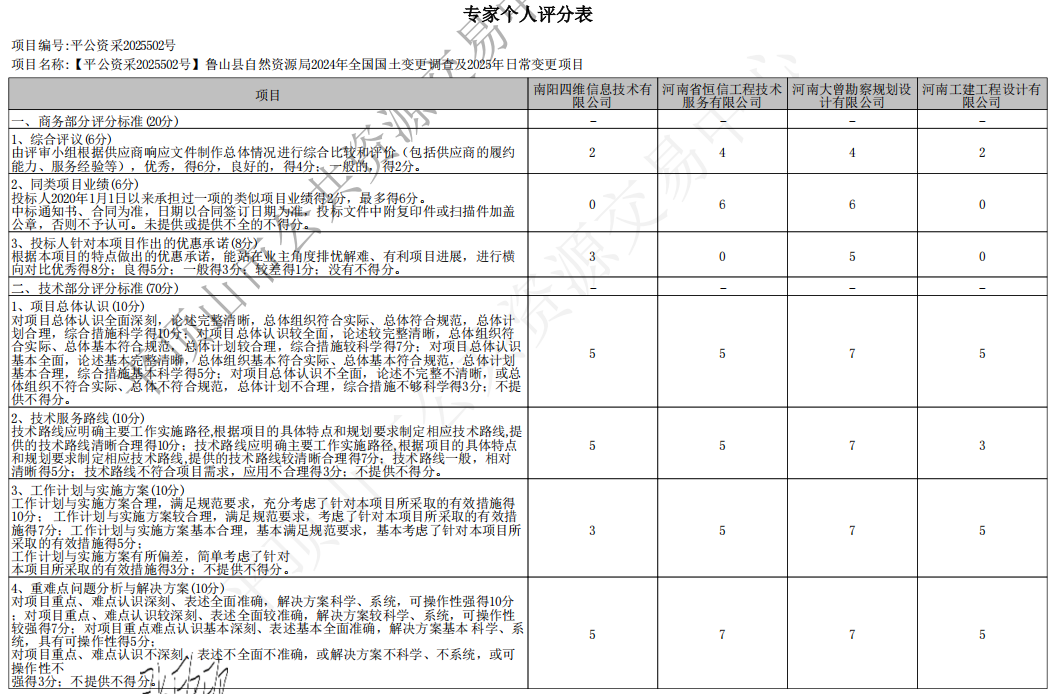 专家个人评分表
项目编号:平公资采2025502号
项目名称:【平公资采2025502号】鲁山县自然资源局2024年全国国土变更调查及2025年日常变更项目
项目
南阳四维信息技术有
限公司
河南省恒信工程技术
服务有限公司
河南大曾勘察规划设
计有限公司
河南工建工程设计有
限公司
一、商务部分评分标准(20分)
–
–
–
–
1、综合评议(6分)
由评审小组根据供应商响应文件制作总体情况进行综合比较和评价（包括供应商的履约
能力、服务经验等），优秀，得6分，良好的，得4分；一般的，得2分。
2
4
4
2
2、同类项目业绩(6分)
投标人2020年1月1日以来承担过一项的类似项目业绩得2分，最多得6分。
中标通知书、合同为准，日期以合同签订日期为准，投标文件中附复印件或扫描件加盖
公章，否则不予认可。未提供或提供不全的不得分。
0
6
6
0
3、投标人针对本项目作出的优惠承诺(8分)
根据本项目的特点做出的优惠承诺，能站在业主角度排忧解难、有利项目进展，进行横
向对比优秀得8分；良得5分；一般得3分；较差得1分；没有不得分。
3
0
5
0
二、技术部分评分标准(70分)
–
–
–
–
1、项目总体认识(10分)
对项目总体认识全面深刻，论述完整清晰，总体组织符合实际、总体符合规范，总体计
划合理，综合措施科学得10分；对项目总体认识较全面，论述较完整清晰，总体组织符
合实际、总体基本符合规范，总体计划较合理，综合措施较科学得7分；对项目总体认识
基本全面，论述基本完整清晰，总体组织基本符合实际、总体基本符合规范，总体计划
基本合理，综合措施基本科学得5分；对项目总体认识不全面，论述不完整不清晰，或总
体组织不符合实际、总体不符合规范，总体计划不合理，综合措施不够科学得3分；不提
供不得分。
5
5
7
5
2、技术服务路线(10分)
技术路线应明确主要工作实施路径,根据项目的具体特点和规划要求制定相应技术路线,提
供的技术路线清晰合理得10分；技术路线应明确主要工作实施路径,根据项目的具体特点
和规划要求制定相应技术路线,提供的技术路线较清晰合理得7分；技术路线一般，相对
清晰得5分；技术路线不符合项目需求，应用不合理得3分；不提供不得分。
5
5
7
3
3、工作计划与实施方案(10分)
工作计划与实施方案合理，满足规范要求，充分考虑了针对本项目所采取的有效措施得
10分； 工作计划与实施方案较合理，满足规范要求，考虑了针对本项目所采取的有效措
施得7分；工作计划与实施方案基本合理，基本满足规范要求，基本考虑了针对本项目所
采取的有效措施得5分；
工作计划与实施方案有所偏差，简单考虑了针对
本项目所采取的有效措施得3分；不提供不得分。
3
5
7
5
4、重难点问题分析与解决方案(10分)
对项目重点、难点认识深刻、表述全面准确，解决方案科学、系统，可操作性强得10分
；对项目重点、难点认识较深刻、表述全面较准确，解决方案较科学、系统，可操作性
较强得7分；对项目重点难点认识基本深刻、表述基本全面准确，解决方案基本 科学、系
统，具有可操作性得5分；
对项目重点、难点认识不深刻、表述不全面不准确，或解决方案不科学、不系统，或可
操作性不
强得3分；不提供不得分。
5
7
7
5